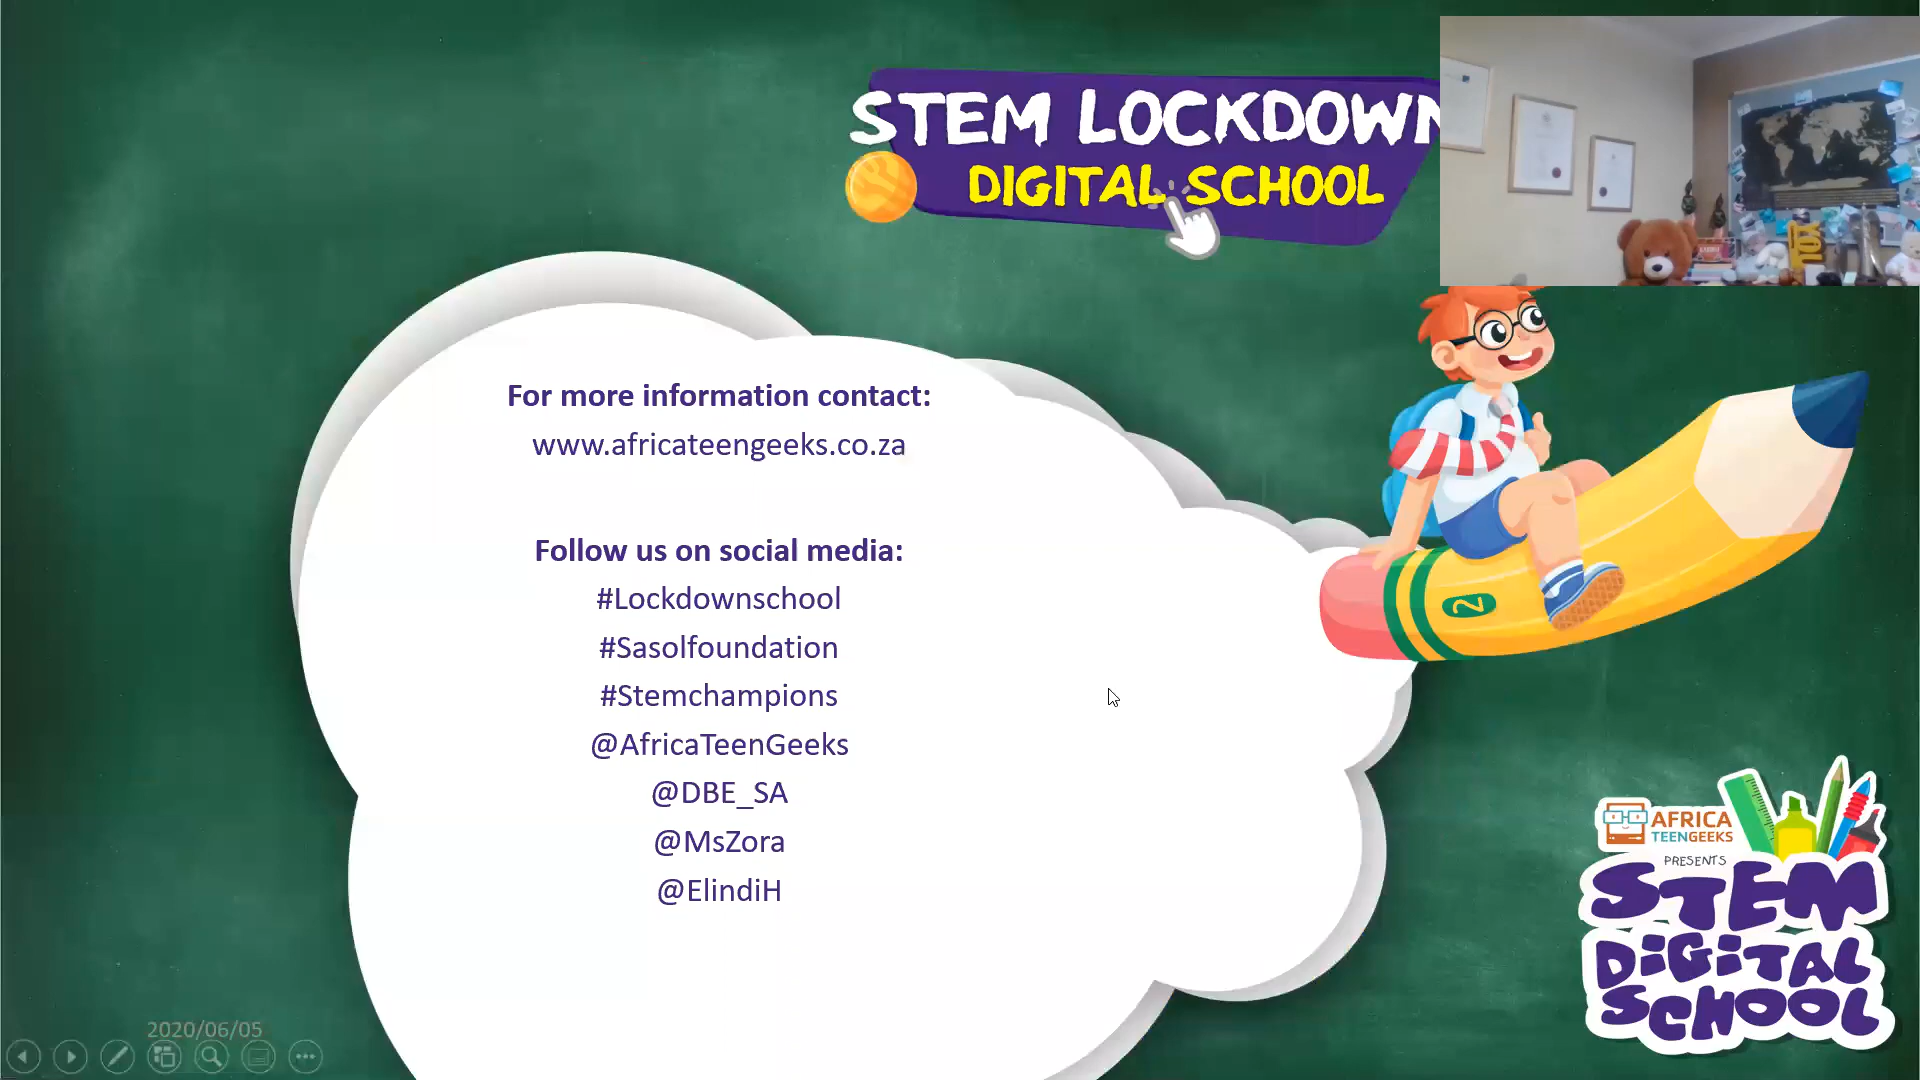 STEM LOCKDOWN
DIGITAL SCHOOL
For more information contact:
www.africateengeeks.co.za
Follow us on social media:
#Lockdownschool
#Sasolfoundation
#Stemchampions
@AfricaTeenGeeks
@DBE_SA
@MsZora
@ElindiH
2
AFRICA
TEENGEEKS
PRESENTS
STEM
DIGITAL
SCHOOL
2020/06/05